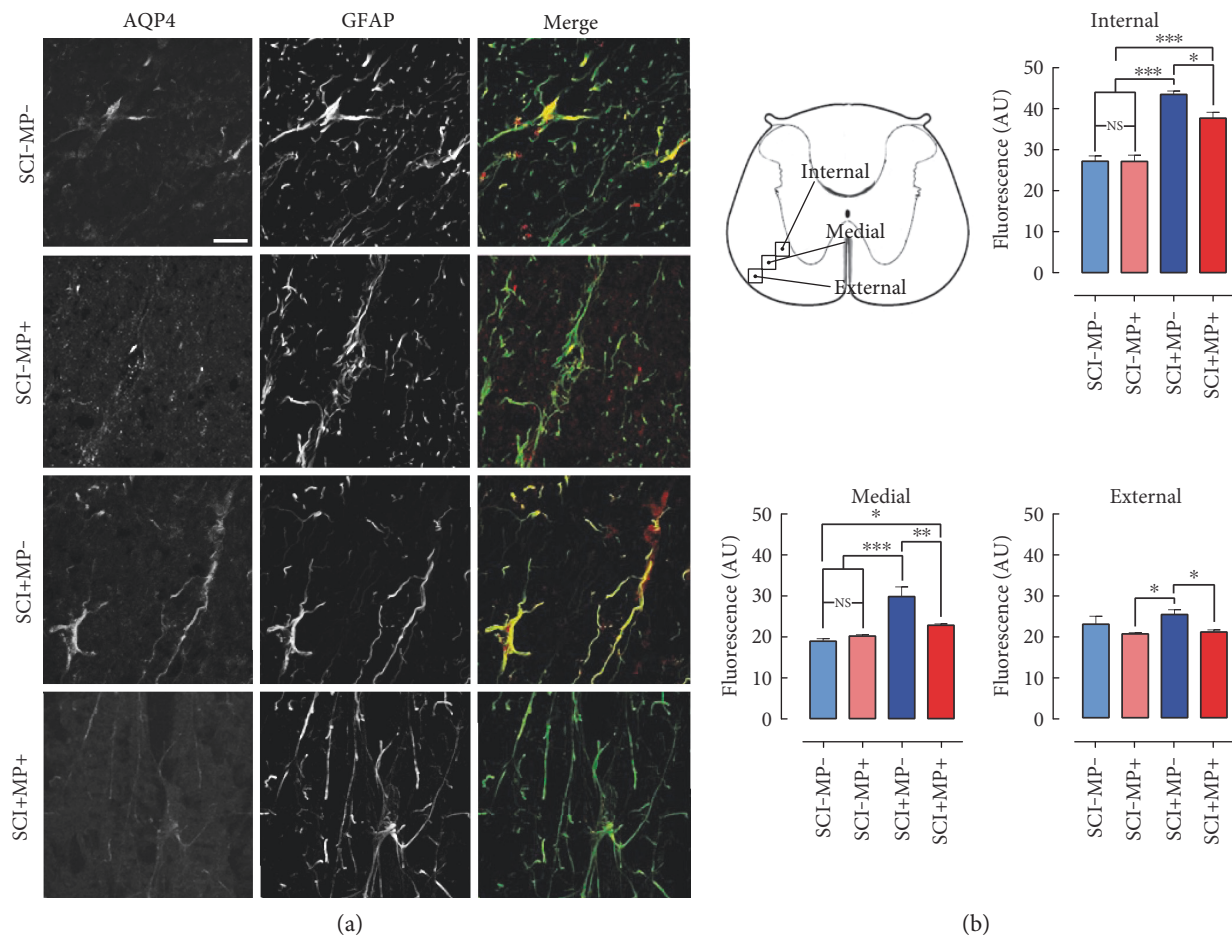 AQP4 GFAP Merge
SCI−MP−
SCI−MP+
SCI+MP−
SCI+MP+
(a)
Internal
Medial
External
Internal
Fluorescence (AU)
50
40
30
20
10
0
***
***
*
NS
SCI−MP−
SCI−MP+
SCI+MP−
SCI+MP+
Medial
Fluorescence (AU)
50
40
30
20
10
0
*
***
**
NS
SCI−MP−
SCI−MP+
SCI+MP−
SCI+MP+
External
Fluorescence (AU)
50
40
30
20
10
0
*
*
SCI−MP−
SCI−MP+
SCI+MP−
SCI+MP+
(b)